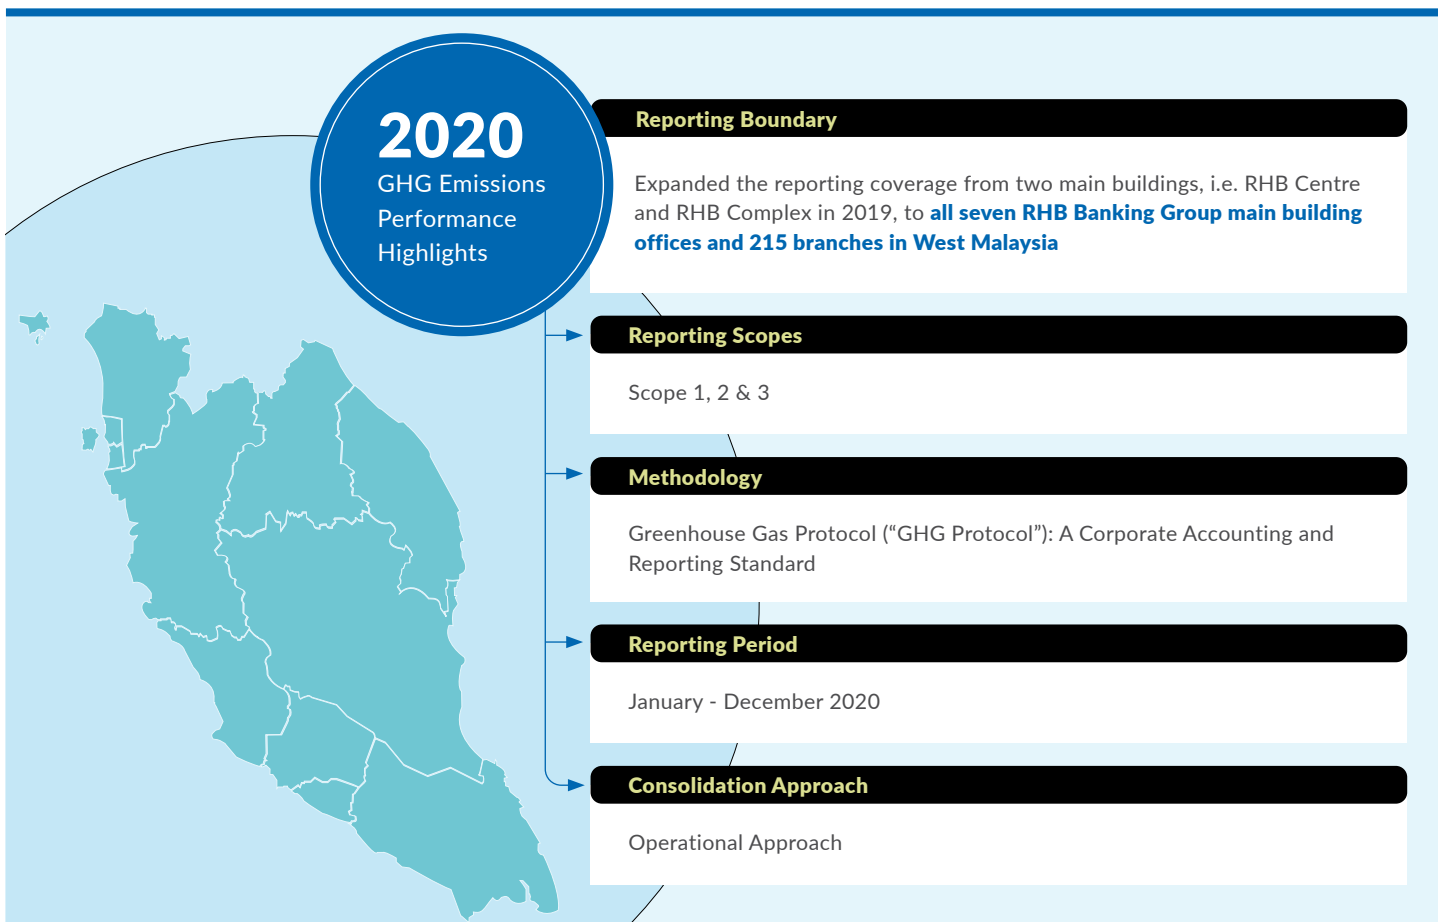 2020
GHG Emissions
Performance
Highlights
Reporting Boundary
Expanded the reporting coverage from two main buildings, i.e. RHB Centre
and RHB Complex in 2019, to all seven RHB Banking Group main building
offices and 215 branches in West Malaysia
Reporting Scopes
Scope 1, 2 & 3
Methodology
Greenhouse Gas Protocol (“GHG Protocol”): A Corporate Accounting and
Reporting Standard
Reporting Period
January - December 2020
Consolidation Approach
Operational Approach